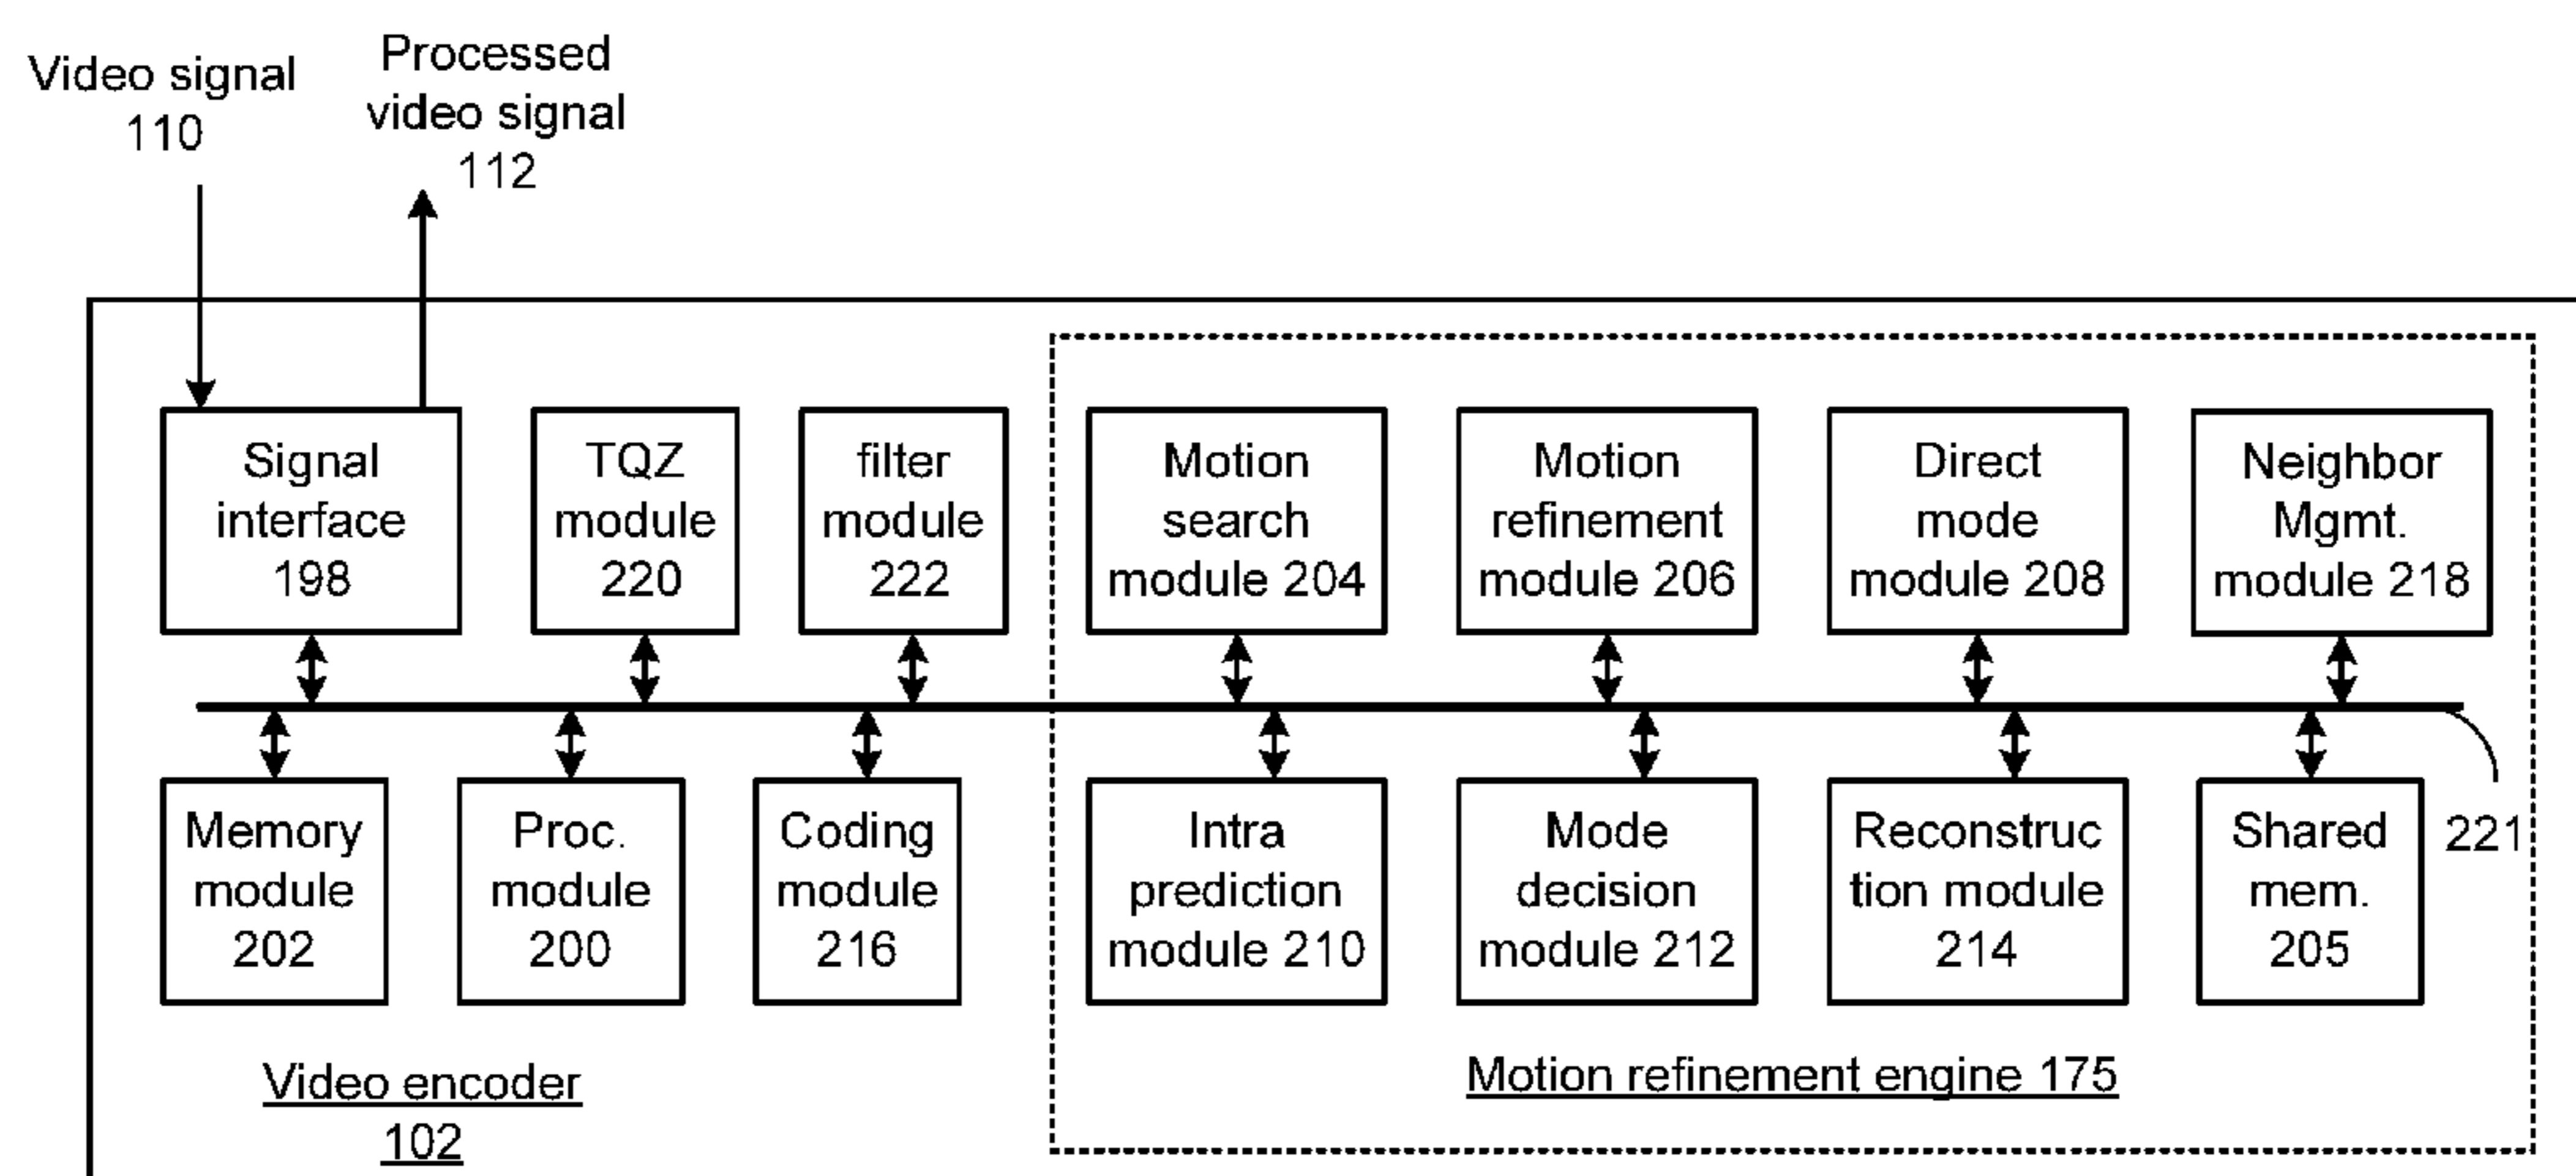 Video signal
110
Processed
video signal
112
Signal
interface
198
TQZ
module
220
filter
module
222
Motion
search
module 204
Motion
refinement
module 206
Direct
mode
module 208
Neighbor
Mgmt.
module 218
Memory
module
202
Proc.
module
200
Coding
module
216
Intra
prediction
module 210
Mode
decision
module 212
Reconstruc
tion module
214
Shared
mem.
205
221
Video encoder
102
Motion refinement engine 175